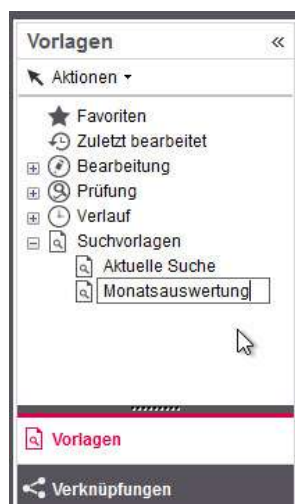 Vorlagen «
Aktionen
Favoriten
Zuletzt bearbeitet
Bearbeitung
Prüfung
Verlauf
Suchvorlagen
Aktuelle Suche
Monatsauswertung
Vorlagen
Verknüpfungen